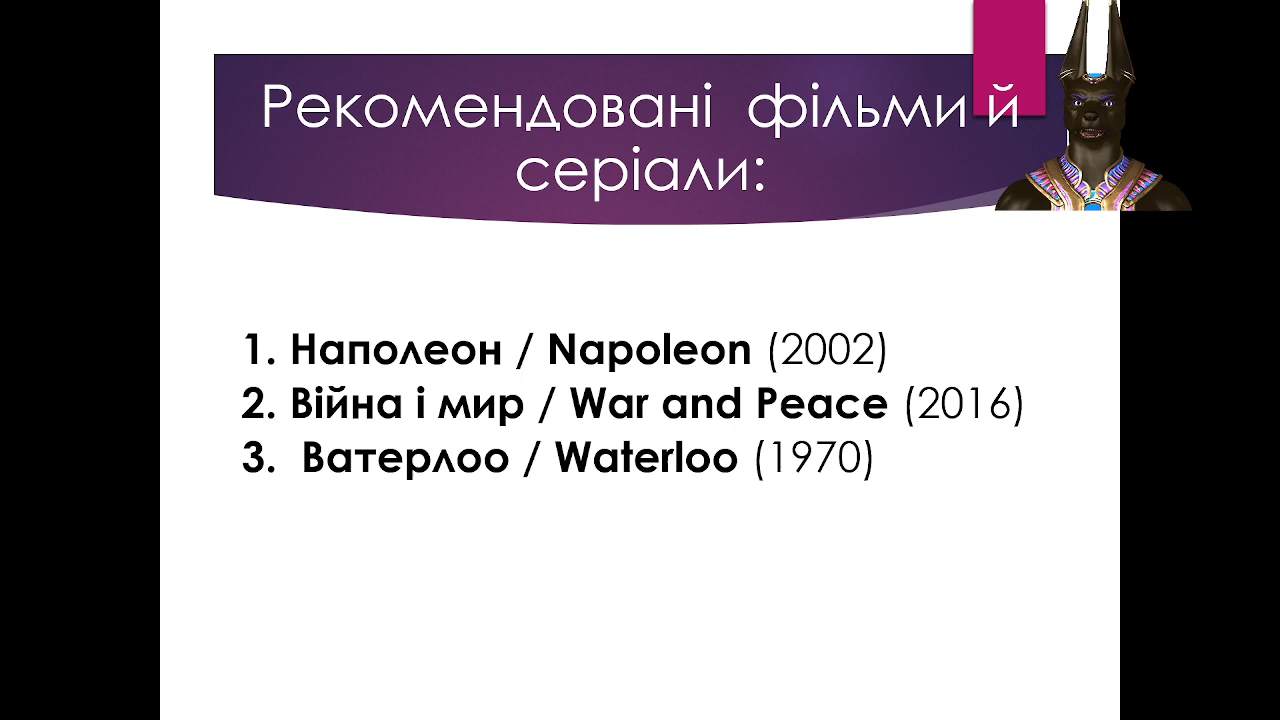 Рекомендовані фільми й
серіали:
1. Наполеон / Napoleon (2002)
2. Війна і мир / War and Peace (2016)
3. Ватерлоо / Waterloo (1970)